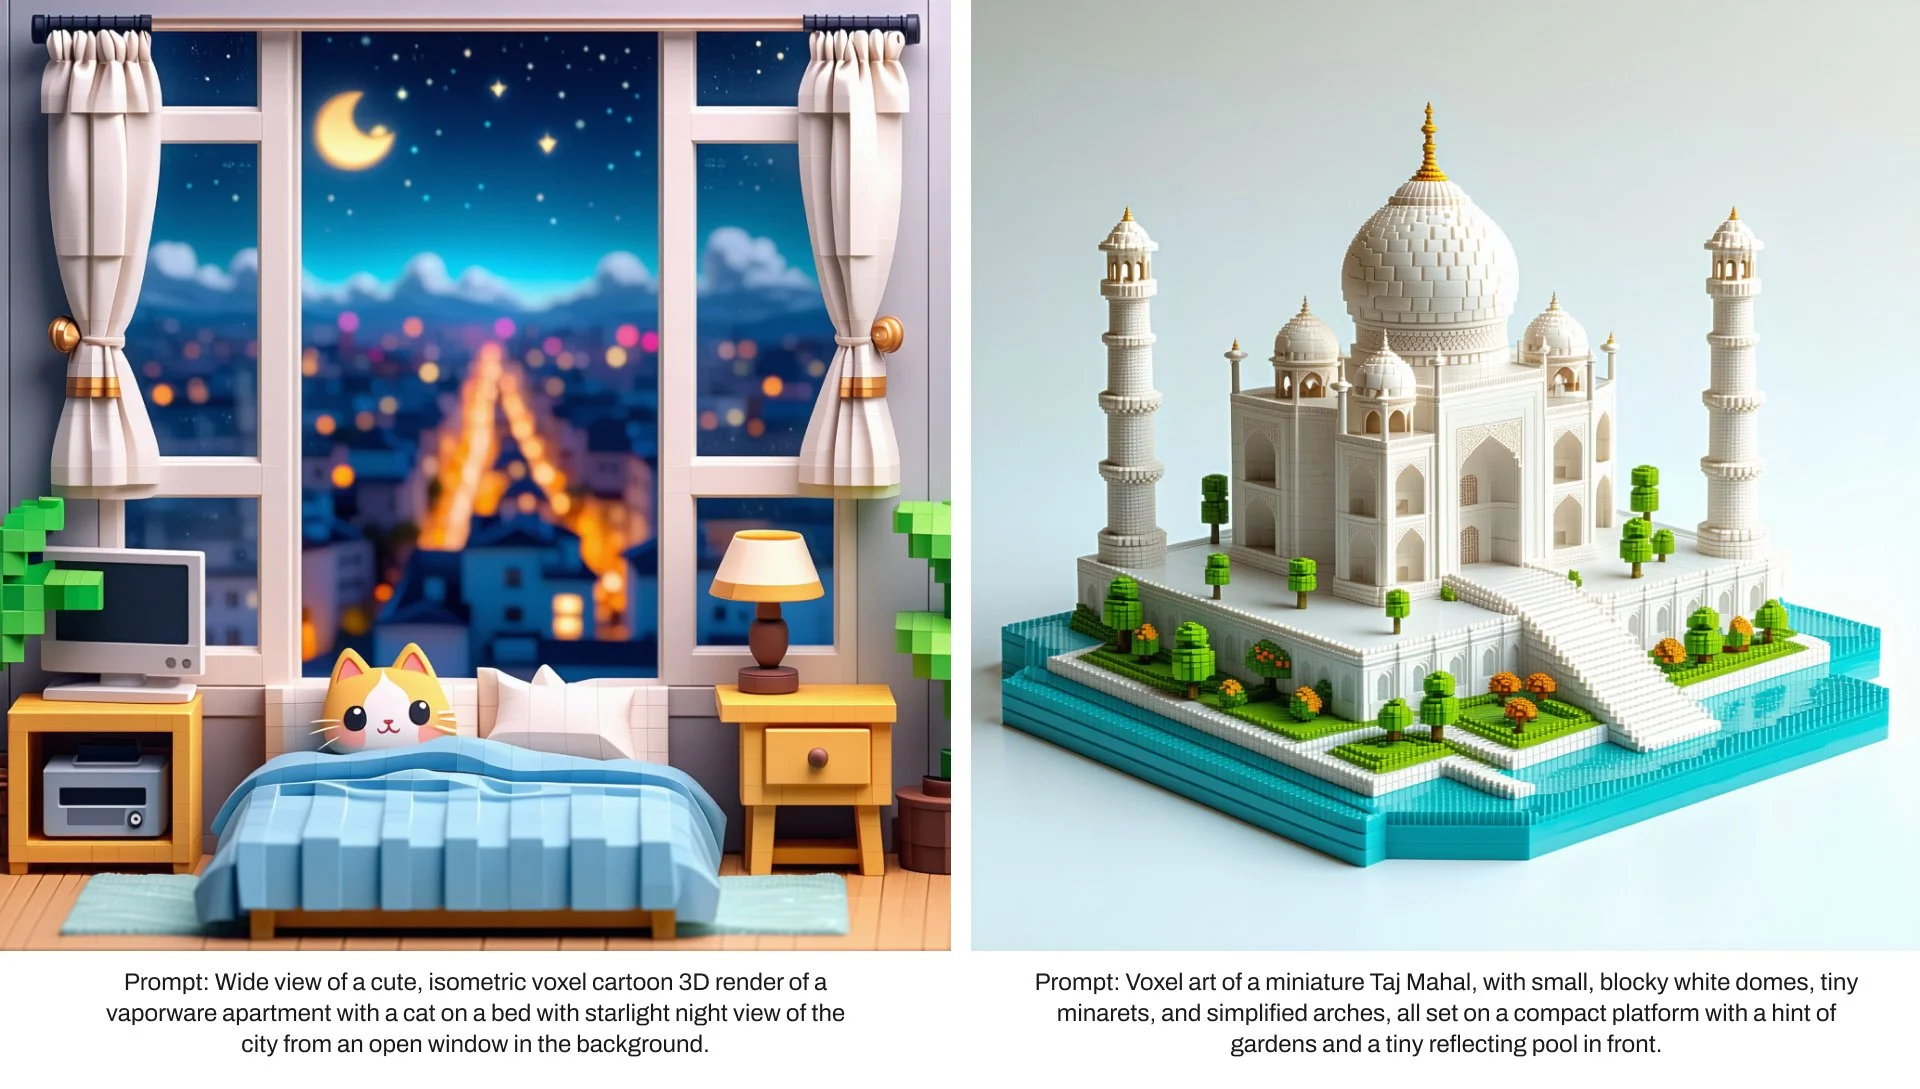 Prompt: Wide view of a cute, isometric voxel cartoon 3D render of a
vaporware apartment with a cat on a bed with starlight night view of the
city from an open window in the background.
Prompt: Voxel art of a miniature Taj Mahal, with small, blocky white domes, tiny
minarets, and simplified arches, all set on a compact platform with a hint of
gardens and a tiny reflecting pool in front.